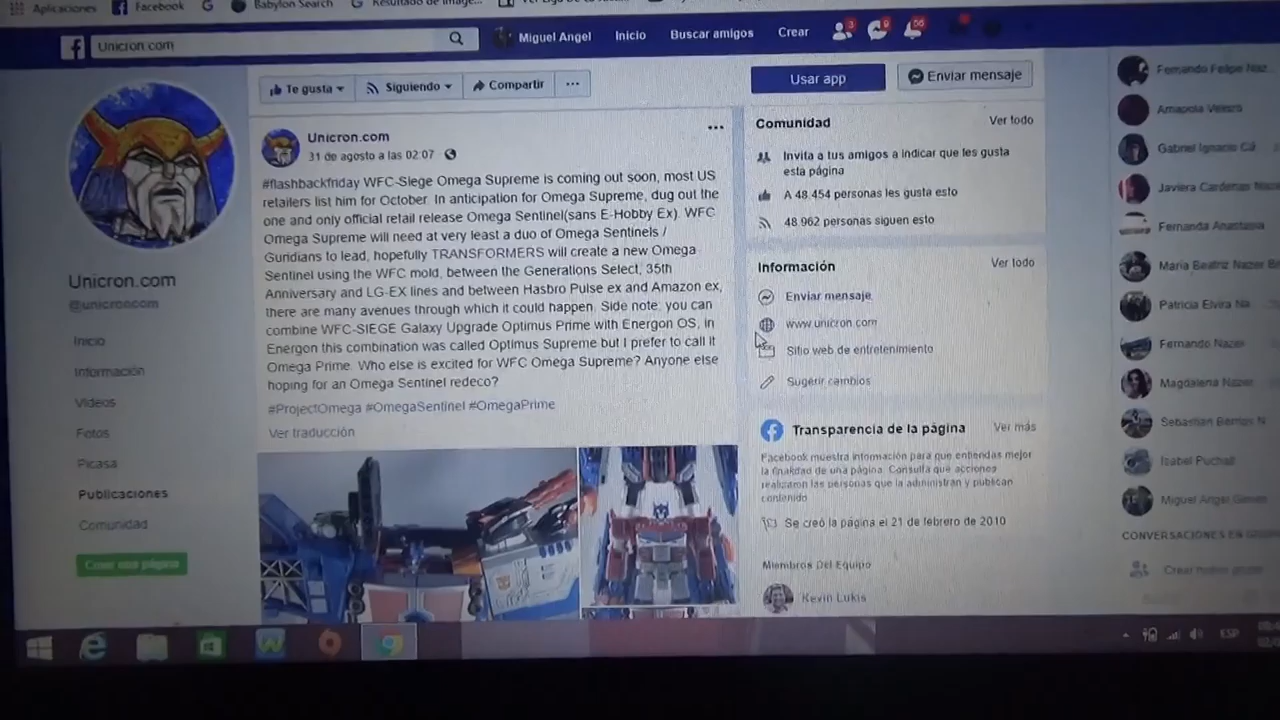 Aplicaciones
Facebook
Babylon Search
Unicron.com
Miguel Angel
Inicio
Buscar amigos
Crear
3
9
56
Te gusta
Siguiendo
Compartir
...
Usar app
Enviar mensaje
Unicron.com
@unicroncom
Inicio
Información
Videos
Fotos
Picasa
Publicaciones
Comunidad
Crear una página
Unicron.com
31 de agosto a las 02:07
#flashbackfriday WFC-Siege Omega Supreme is coming out soon, most US
retailers list him for October. In anticipation for Omega Supreme, dug out the
one and only official retail release Omega Sentinel(sans E-Hobby Ex). WFC
Omega Supreme will need at very least a duo of Omega Sentinels /
Guridians to lead, hopefully TRANSFORMERS will create a new Omega
Sentinel using the WFC mold, between the Generations Select, 35th
Anniversary and LG-EX lines and between Hasbro Pulse ex and Amazon ex,
there are many avenues through which it could happen. Side note: you can
combine WFC-SIEGE Galaxy Upgrade Optimus Prime with Energon OS, in
Energon this combination was called Optimus Supreme but I prefer to call it
Omega Prime. Who else is excited for WFC Omega Supreme? Anyone else
hoping for an Omega Sentinel redeco?
#ProjectOmega #OmegaSentinel #OmegaPrime
Ver traducción
Comunidad
Ver todo
Invita a tus amigos a indicar que les gusta
esta página
A 48.454 personas les gusta esto
48.962 personas siguen esto
Información
Ver todo
Enviar mensaje
www.unicron.com
Sitio web de entretenimiento
Sugerir cambios
Transparencia de la página
Ver más
Facebook muestra información para que entiendas mejor
la finalidad de una página. Consulta qué acciones
realizaron las personas que la administran y publican
contenido.
Se creó la página el 21 de febrero de 2010
Miembros Del Equipo
Kevin Lukis
Fernando Felipe Naz...
Amapola
Gabriel Ignacio
Javiera Cardenas
Fernanda Anastasia
Maria Beatriz Nazer
Patricia Elvira Na
Fernando Nazer
Magdalena Nazer
Sebastian Barrios N
Isabel Puchall
Miguel Angel
CONVERSACIONES EN
Crear nuevo grupo
ESP